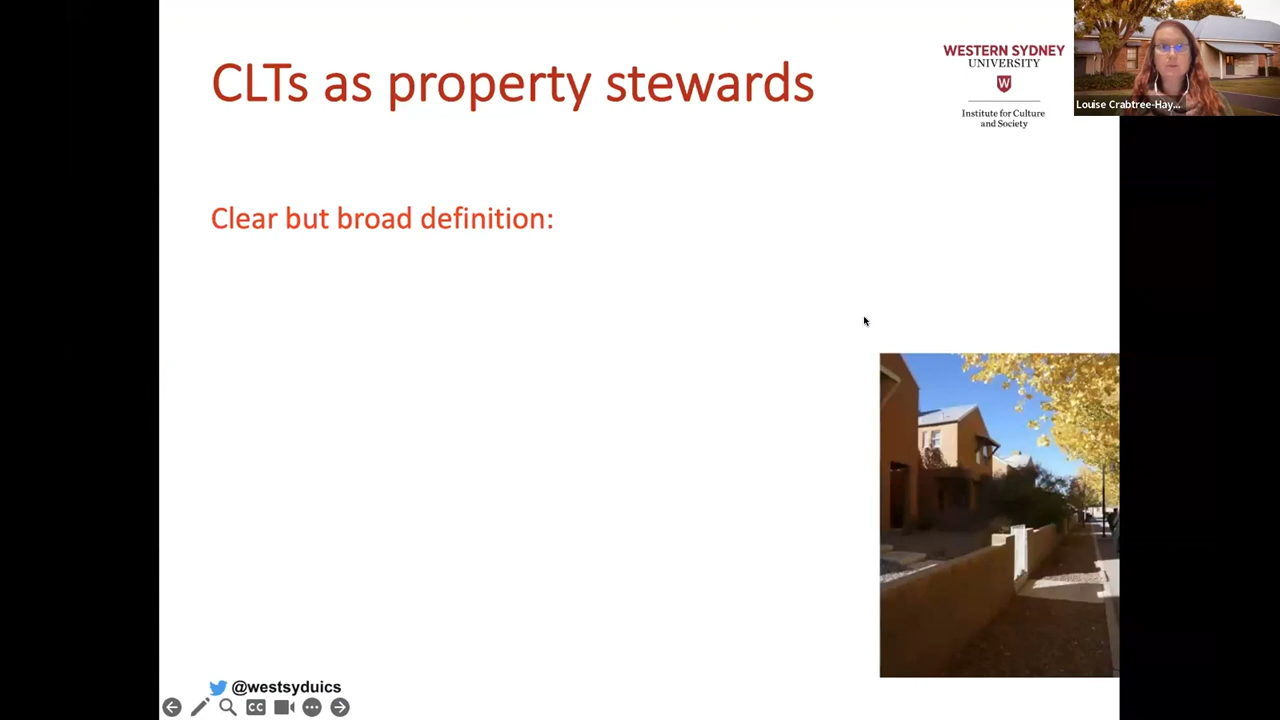 CLTs as property stewards
WESTERN SYDNEY
UNIVERSITY
W
Institute for Culture
and Society
Louise Crabtree-Hay...
Clear but broad definition:
@westsyduics
CC